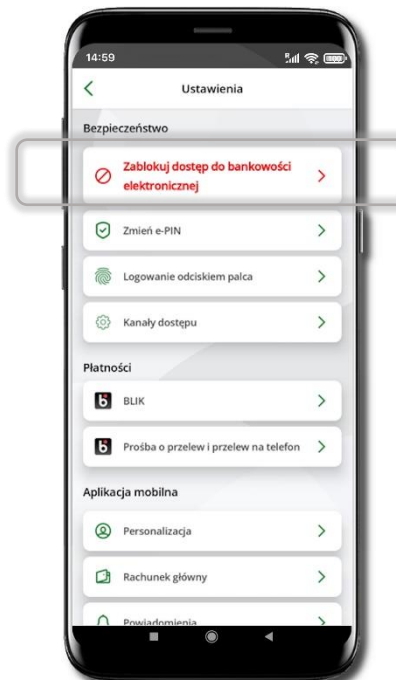 14:59
Ustawienia
Bezpieczeństwo
Zablokuj dostęp do bankowości
elektronicznej
Zmień e-PIN
Logowanie odciskiem palca
Kanały dostępu
Płatności
BLIK
Prośba o przelew i przelew na telefon
Aplikacja mobilna
Personalizacja
Rachunek główny
Powiadomienia